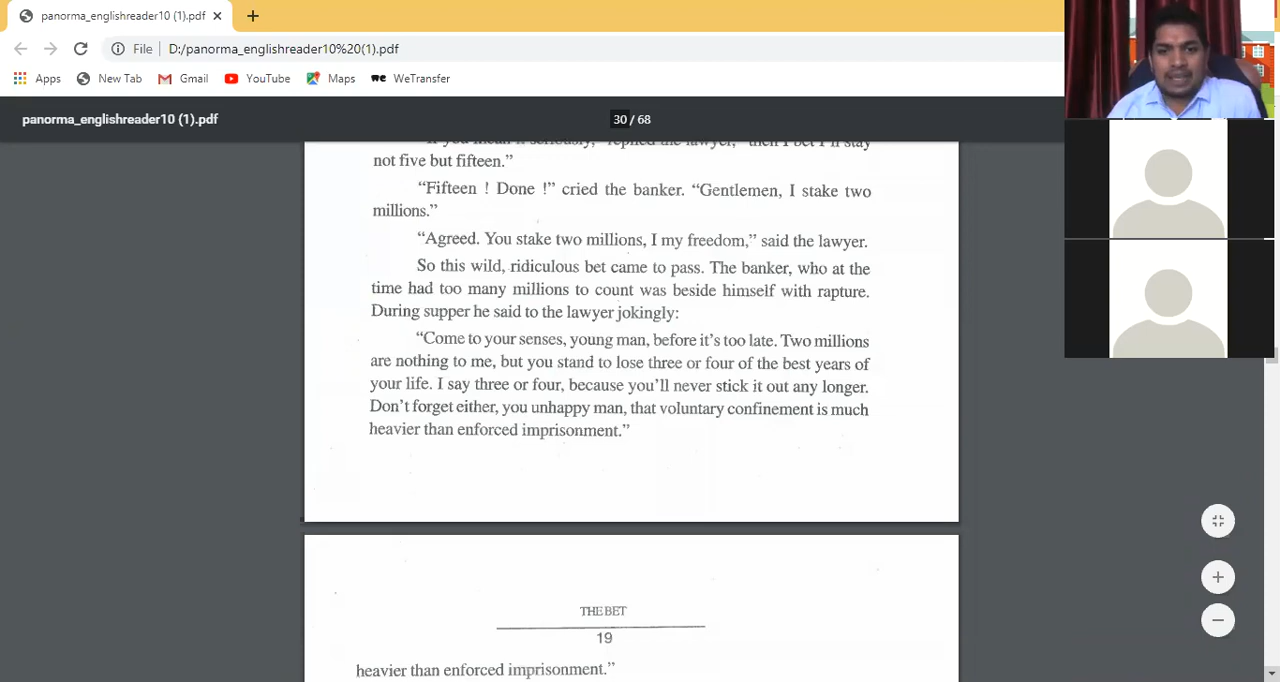 panorma_englishreader10 (1).pdf
File
D:/panorma_englishreader10%20(1).pdf
Apps
New Tab
Gmail
YouTube
Maps
we WeTransfer
panorma_englishreader10 (1).pdf
30 / 68
not five but fifteen.”
“Fifteen ! Done !” cried the banker. “Gentlemen, I stake two
millions.”
“Agreed. You stake two millions, I my freedom,” said the lawyer.
So this wild, ridiculous bet came to pass. The banker, who at the
time had too many millions to count was beside himself with rapture.
During supper he said to the lawyer jokingly:
“Come to your senses, young man, before it’s too late. Two millions
are nothing to me, but you stand to lose three or four of the best years of
your life. I say three or four, because you’ll never stick it out any longer.
Don’t forget either, you unhappy man, that voluntary confinement is much
heavier than enforced imprisonment.”
THE BET
19
heavier than enforced imprisonment.”